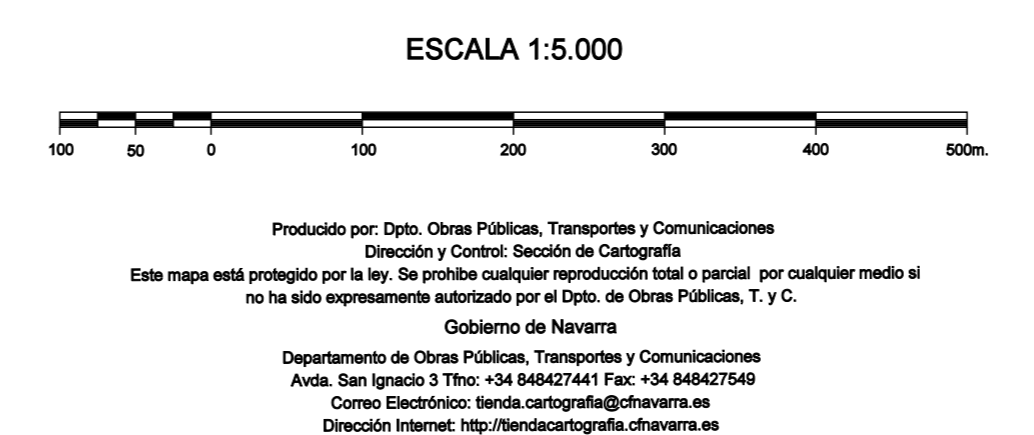 ESCALA 1:5.000
100 50 0 100 200 300 400 500m.
Producido por: Dpto. Obras Públicas, Transportes y Comunicaciones
Dirección y Control: Sección de Cartografía
Este mapa está protegido por la ley. Se prohibe cualquier reproducción total o parcial por cualquier medio si
no ha sido expresamente autorizado por el Dpto. de Obras Públicas, T. y C.
Gobierno de Navarra
Departamento de Obras Públicas, Transportes y Comunicaciones
Avda. San Ignacio 3 Tfno: +34 848427441 Fax: +34 848427549
Correo Electrónico: tienda.cartografia@cfnavarra.es
Dirección Internet: http://tiendacartografia.cfnavarra.es